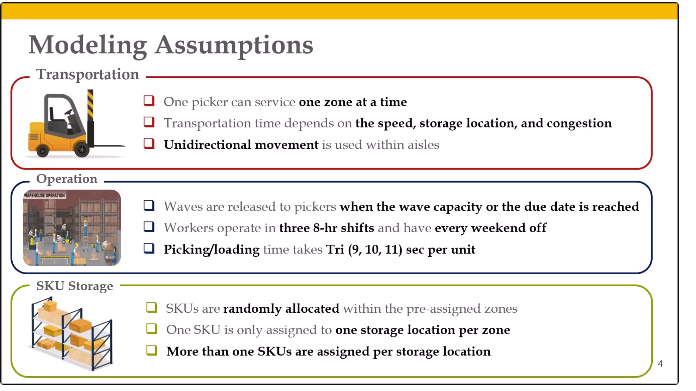 Modeling Assumptions
Transportation
One picker can service one zone at a time
Transportation time depends on the speed, storage location, and congestion
Unidirectional movement is used within aisles
Operation
WAREHOUSE OPERATION
Waves are released to pickers when the wave capacity or the due date is reached
Workers operate in three 8-hr shifts and have every weekend off
Picking/loading time takes Tri (9, 10, 11) sec per unit
SKU Storage
SKUs are randomly allocated within the pre-assigned zones
One SKU is only assigned to one storage location per zone
More than one SKUs are assigned per storage location
4